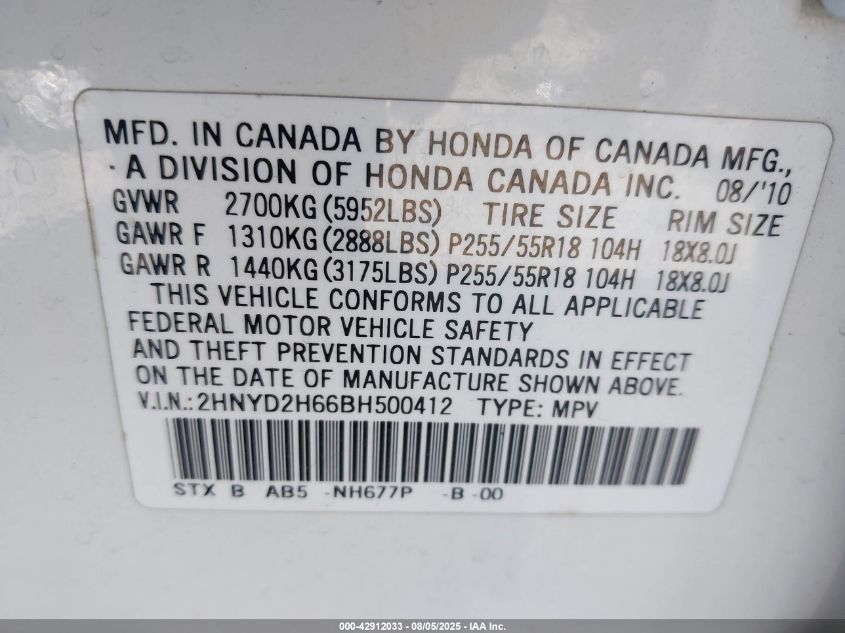 MFD. IN CANADA BY HONDA OF CANADA MFG.,
A DIVISION OF HONDA CANADA INC. 08/'10
GVWR 2700KG (5952LBS) TIRE SIZE RIM SIZE
GAWR F 1310KG (2888LBS) P255/55R18 104H 18X8.0J
GAWR R 1440KG (3175LBS) P255/55R18 104H 18X8.0J
THIS VEHICLE CONFORMS TO ALL APPLICABLE
FEDERAL MOTOR VEHICLE SAFETY
AND THEFT PREVENTION STANDARDS IN EFFECT
ON THE DATE OF MANUFACTURE SHOWN ABOVE.
V.I.N.: 2HNYD2H66BH500412 TYPE: MPV
STX B AB5 -NH677P -B -00
000-42912033 - 08/05/2025 - IAA Inc.